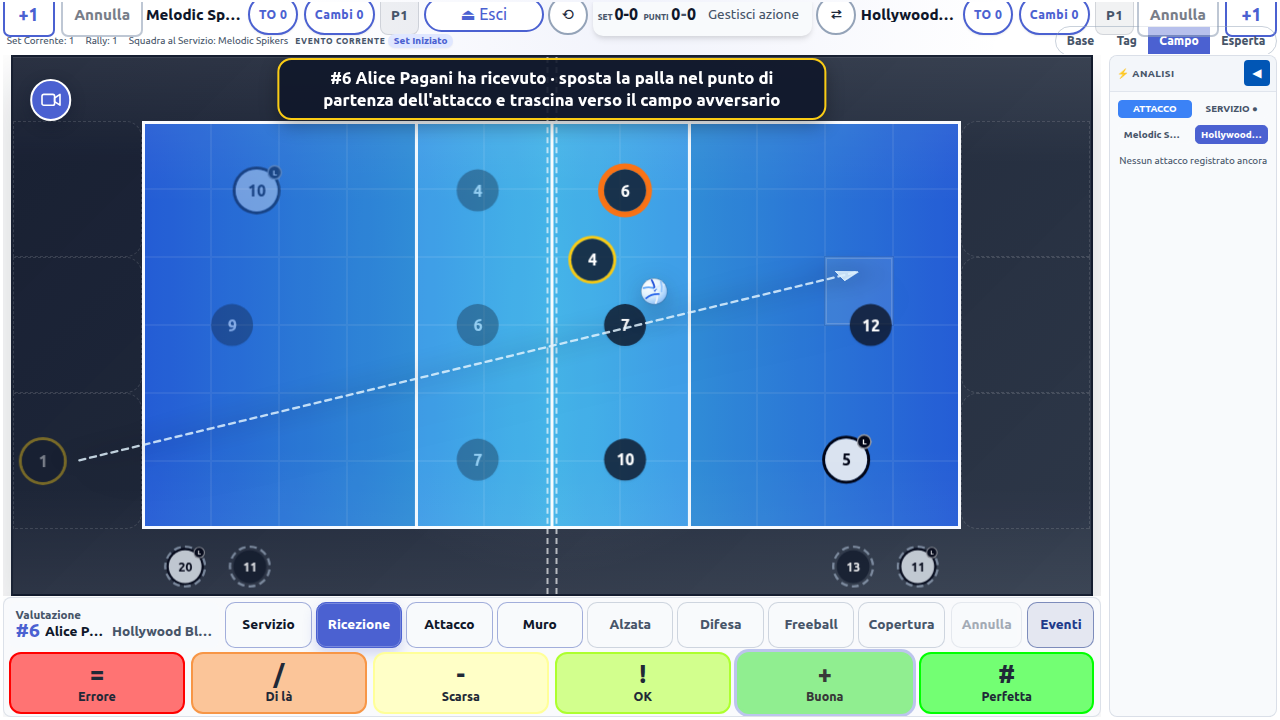 +1
Annulla
Melodic Sp...
TO 0
Cambi 0
P1
⏏ Esci
⟲
SET 0-0 PUNTI 0-0 Gestisci azione
⇄
Hollywood...
TO 0
Cambi 0
P1
Annulla
+1
Set Corrente: 1 Rally: 1 Squadra al Servizio: Melodic Spikers EVENTO CORRENTE Set Iniziato
Base Tag Campo Esperta
#6 Alice Pagani ha ricevuto · sposta la palla nel punto di
partenza dell'attacco e trascina verso il campo avversario
⚡ ANALISI
◀
ATTACCO SERVIZIO ●
Melodic S... Hollywood...
Nessun attacco registrato ancora
10 L
4
6
4
9
6
7
12
1
7
10
5 L
20 L
11
13
11 L
Valutazione
#6 Alice P... Hollywood Bl...
Servizio
Ricezione
Attacco
Muro
Alzata
Difesa
Freeball
Copertura
Annulla
Eventi
=
Errore
/
Di là
-
Scarsa
!
OK
+
Buona
#
Perfetta